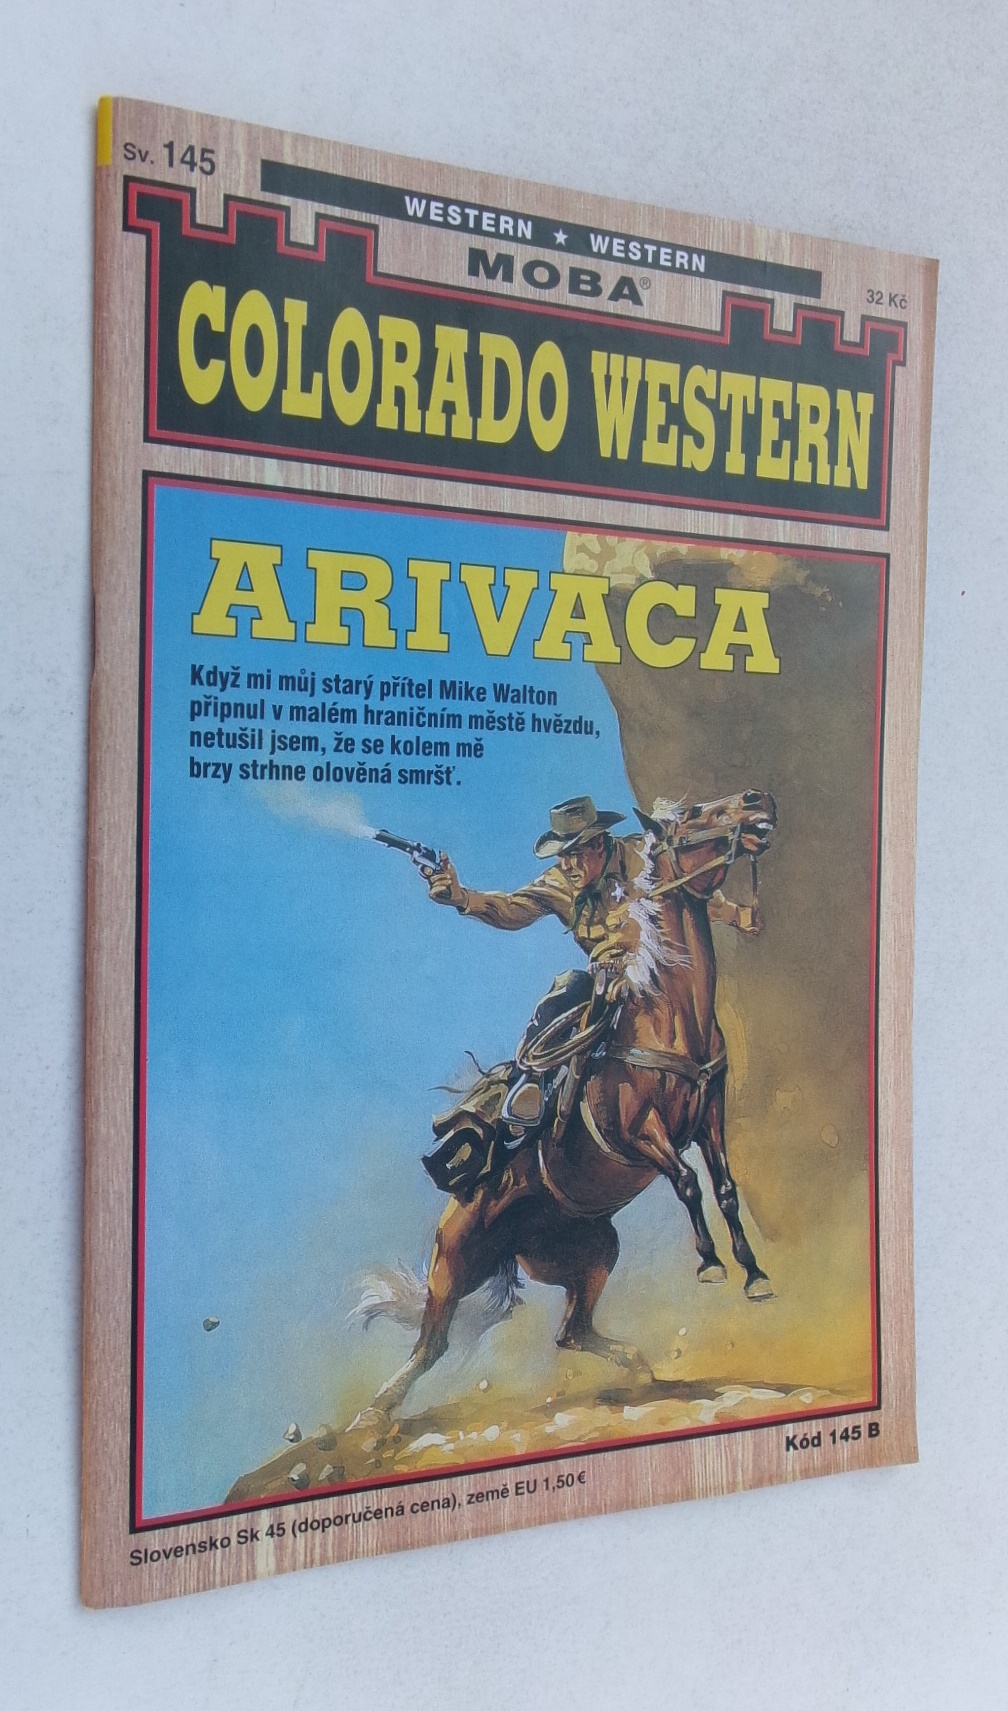 Sv. 145
WESTERN ★ WESTERN
MOBA®
32 Kč
COLORADO WESTERN
ARIVACA
Když mi můj starý přítel Mike Walton
připnul v malém hraničním městě hvězdu,
netušil jsem, že se kolem mě
brzy strhne olověná smršť.
Kód 145 B
Slovensko Sk 45 (doporučená cena), země EU 1,50 €